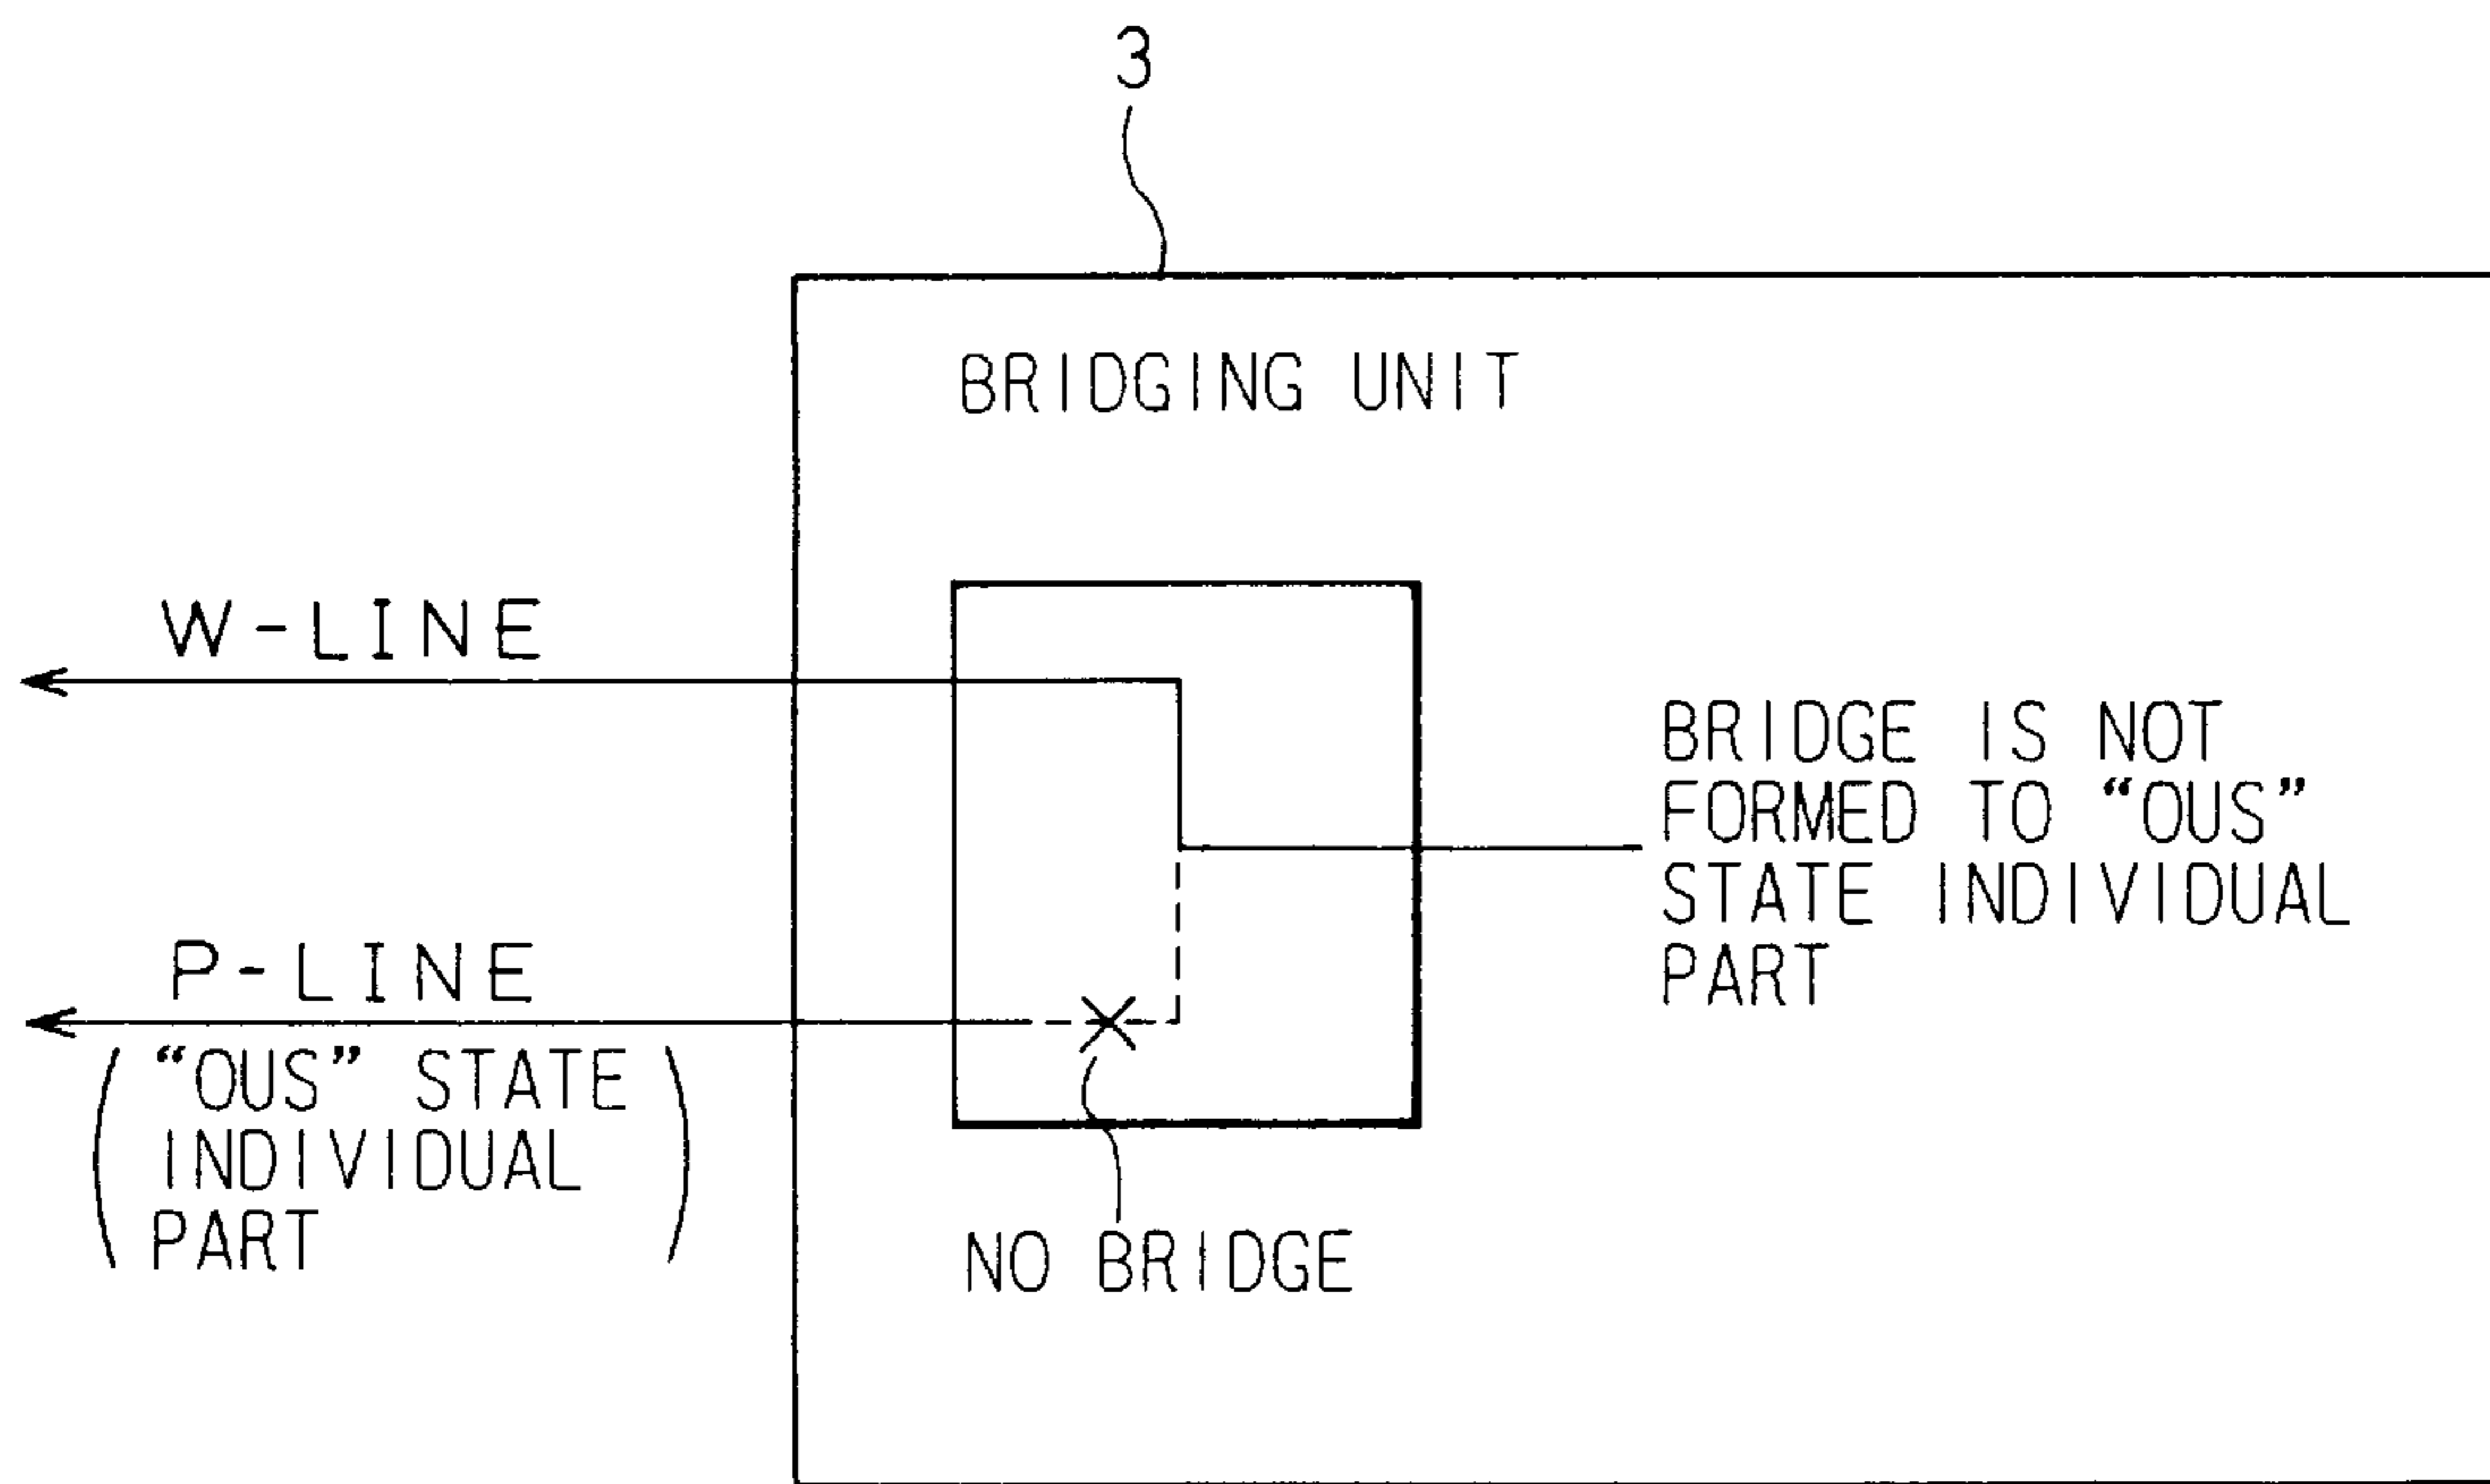 3
BRIDGING UNIT
W-LINE
BRIDGE IS NOT
FORMED TO “OUS”
STATE INDIVIDUAL
PART
P-LINE
“OUS” STATE
INDIVIDUAL
PART
NO BRIDGE